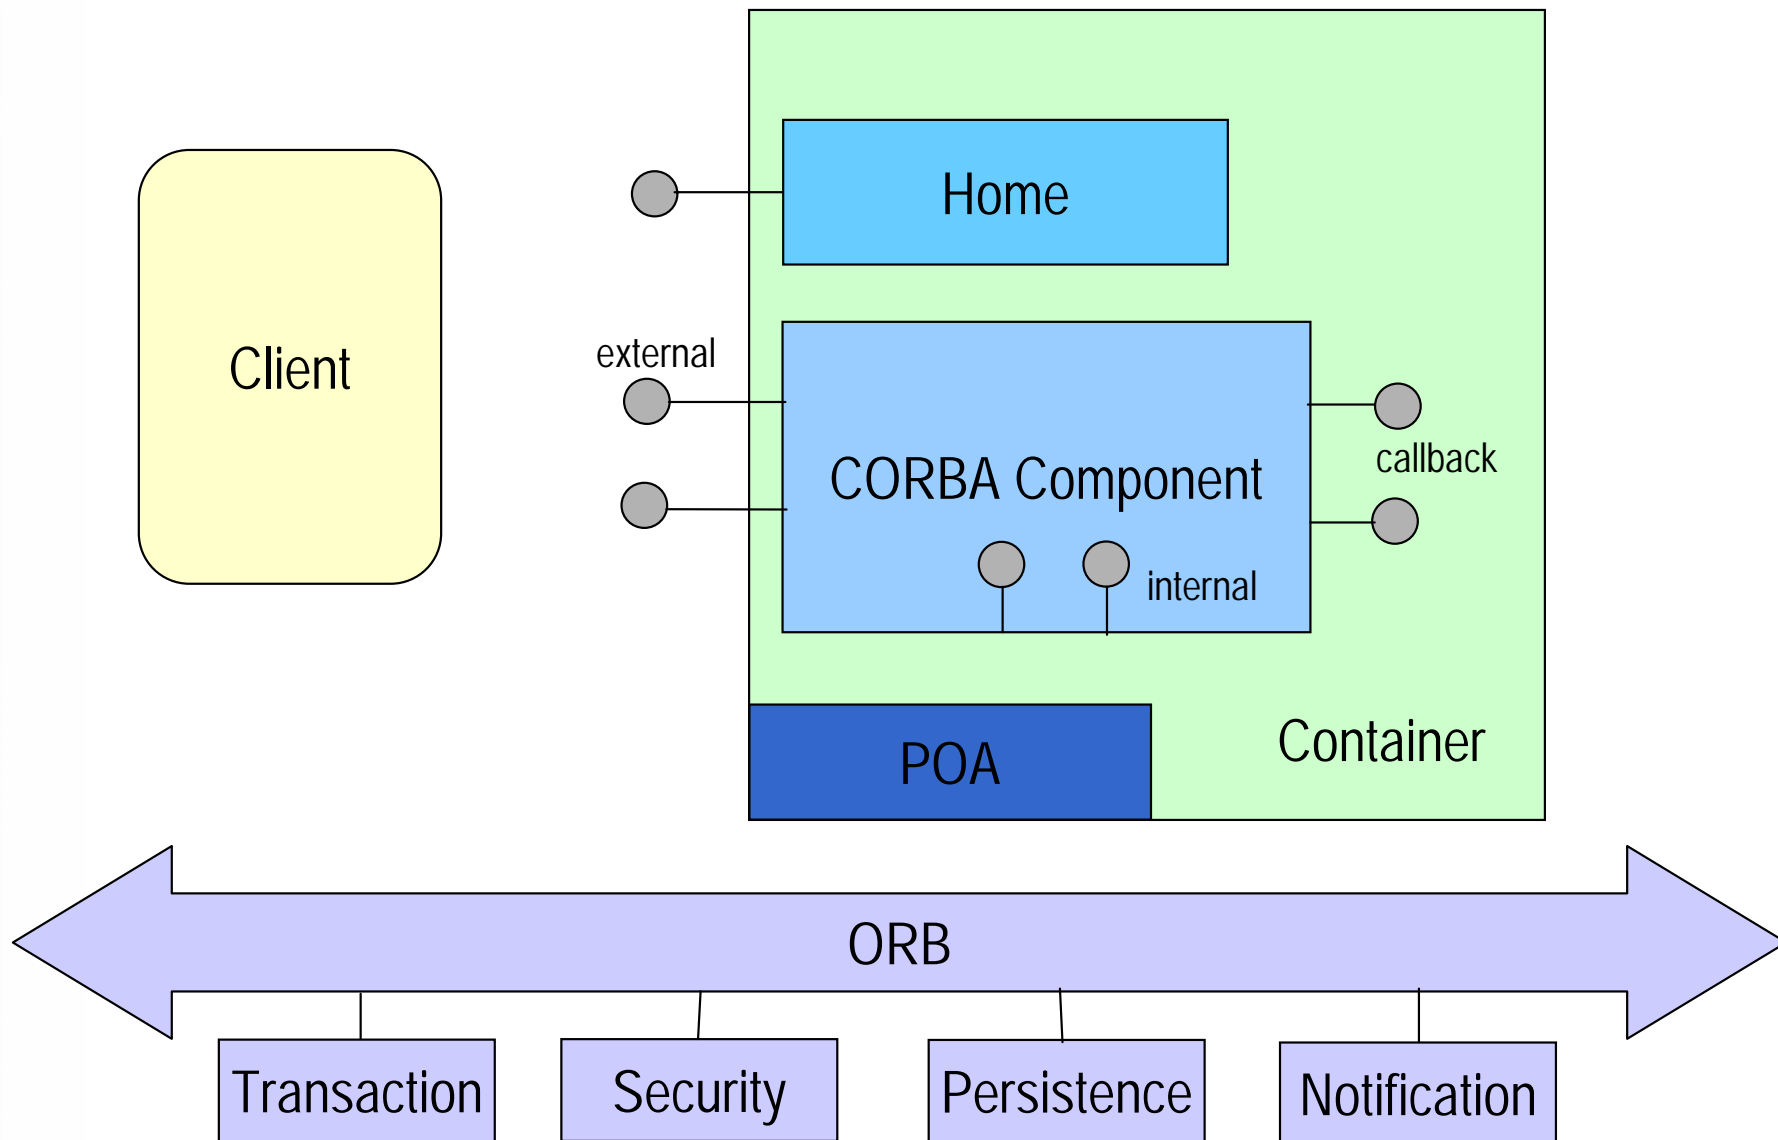 Home
Client
external
CORBA Component
callback
internal
POA
Container
ORB
Transaction
Security
Persistence
Notification